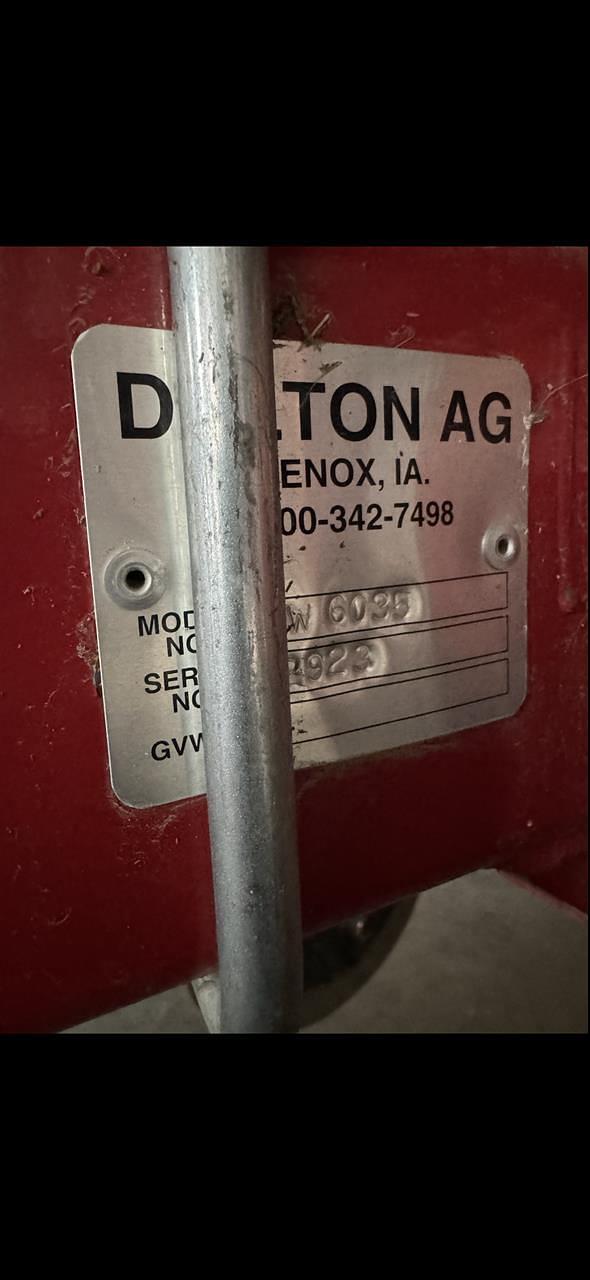 D LTON AG
ENOX, IA.
00-342-7498
MOD W 6035
NO
SER 2923
NO
GVW